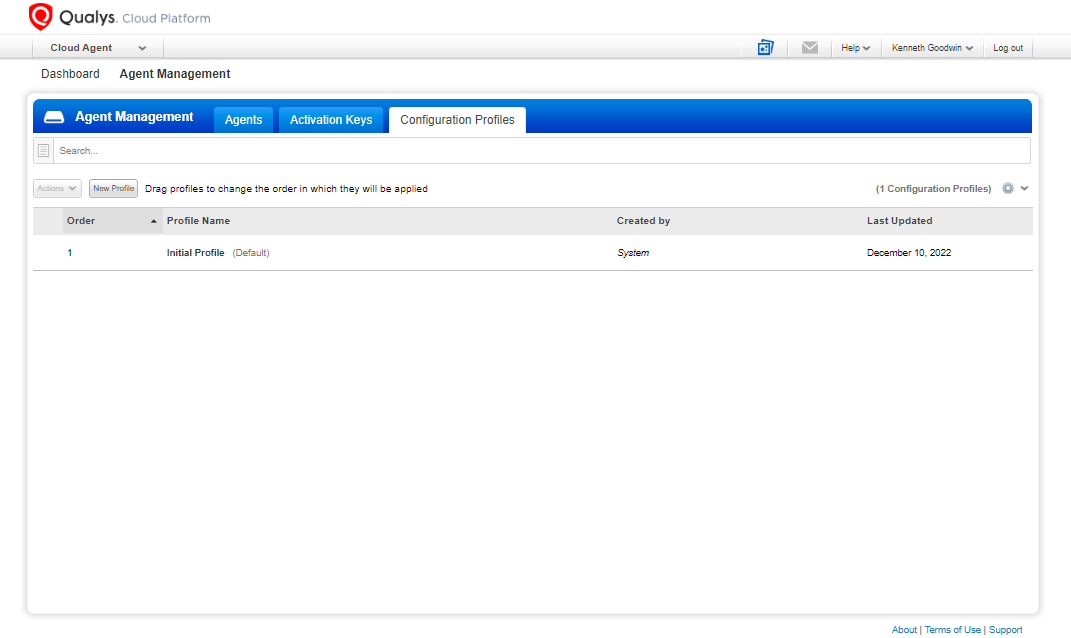 Qualys. Cloud Platform
Cloud Agent Help Kenneth Goodwin Log out
Dashboard Agent Management
Agent Management Agents Activation Keys Configuration Profiles
Search...
Actions New Profile Drag profiles to change the order in which they will be applied (1 Configuration Profiles)
Order Profile Name Created by Last Updated
1 Initial Profile (Default) System December 10, 2022
About | Terms of Use | Support